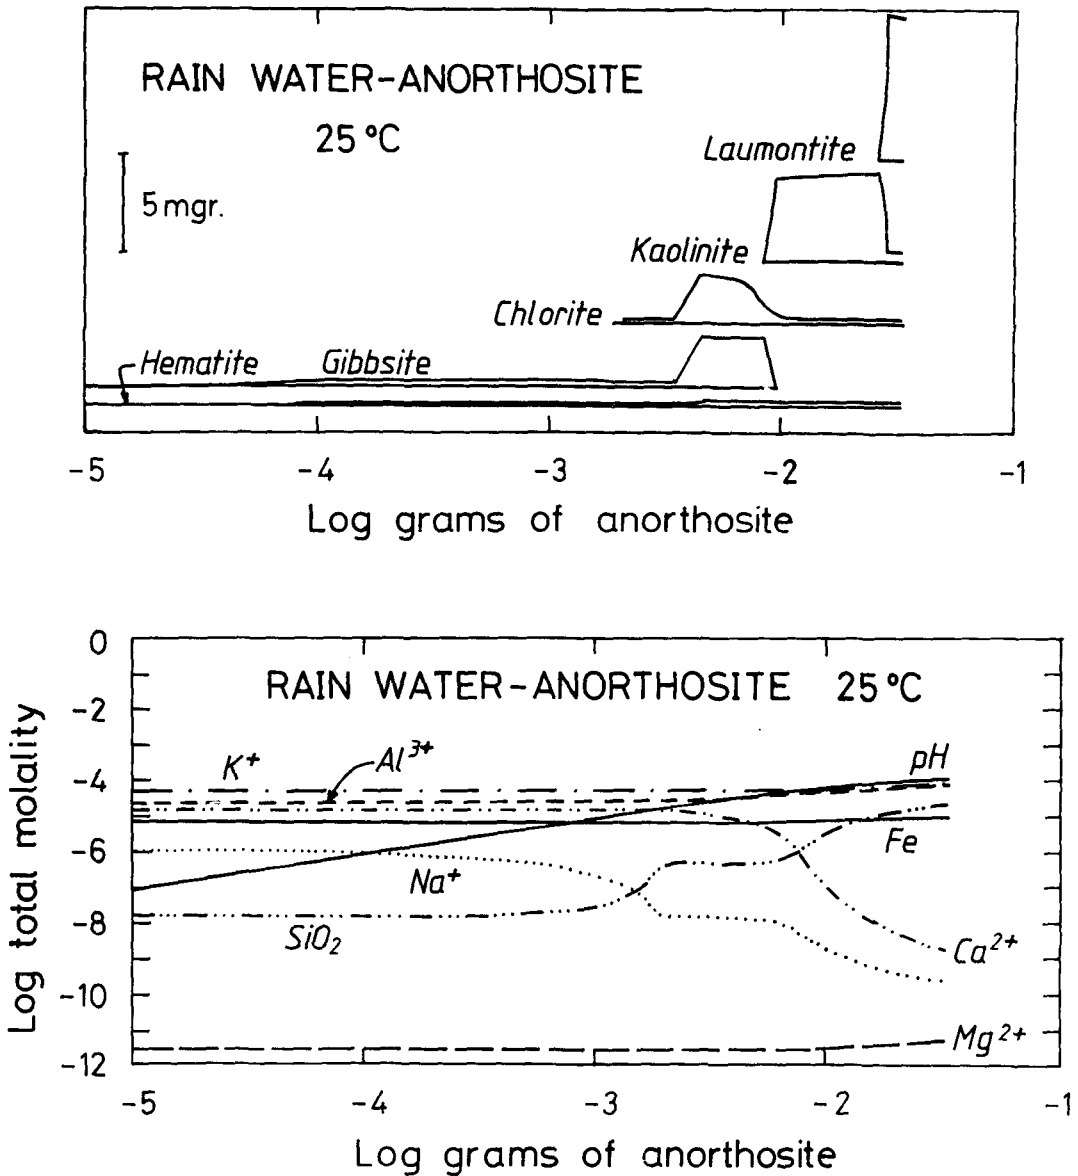 RAIN WATER-ANORTHOSITE
25 °C
5 mgr.
Laumontite
Kaolinite
Chlorite
Hematite Gibbsite
-5 -4 -3 -2 -1
Log grams of anorthosite
RAIN WATER-ANORTHOSITE 25 °C
Log total molality
0
-2
-4
-6
-8
-10
-12
K+
Al3+
pH
Fe
Na+
SiO2
Ca2+
Mg2+
-5 -4 -3 -2 -1
Log grams of anorthosite